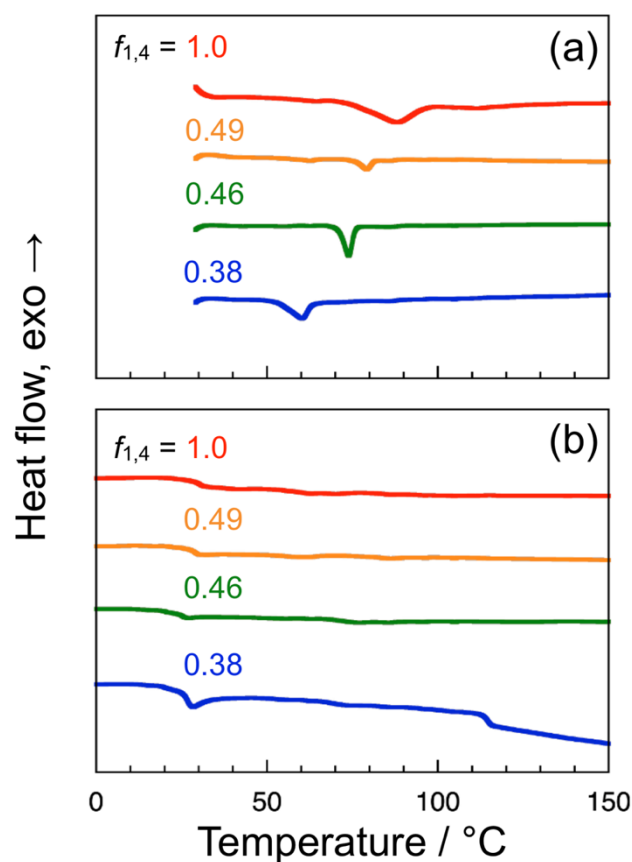 f1,4 = 1.0
(a)
0.49
0.46
0.38
Heat flow, exo →
f1,4 = 1.0
(b)
0.49
0.46
0.38
0 50 100 150
Temperature / °C